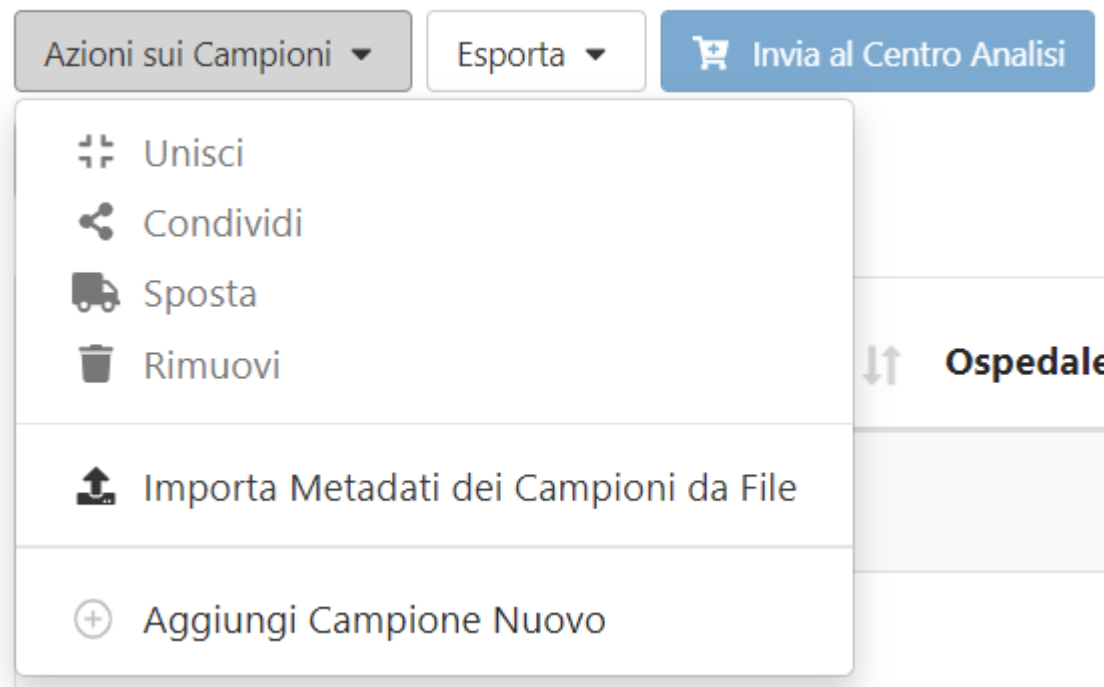 Azioni sui Campioni
Esporta
Invia al Centro Analisi
Unisci
Condividi
Sposta
Rimuovi
Ospedale
Importa Metadati dei Campioni da File
Aggiungi Campione Nuovo